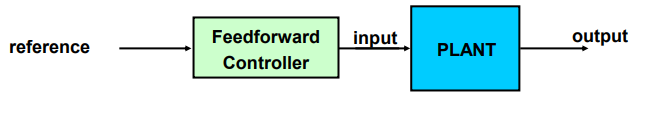 reference
Feedforward
Controller
input
PLANT
output